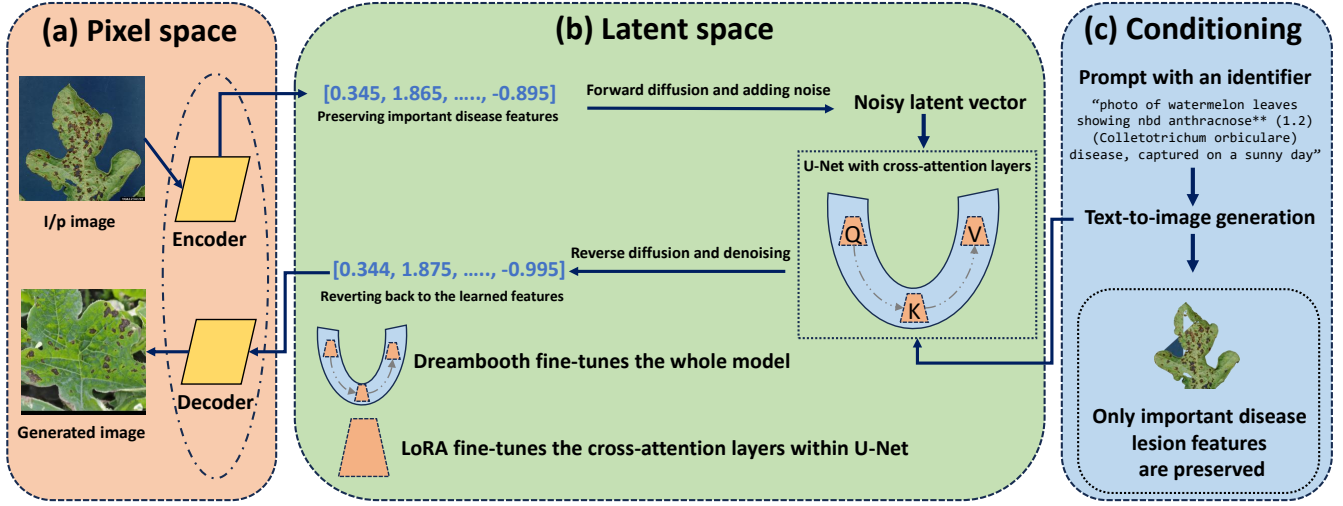 (a) Pixel space
I/p image
Encoder
Decoder
Generated image
(b) Latent space
[0.345, 1.865, ….., -0.895]
Preserving important disease features
Forward diffusion and adding noise
Noisy latent vector
U-Net with cross-attention layers
Q
V
K
Reverse diffusion and denoising
[0.344, 1.875, ….., -0.995]
Reverting back to the learned features
Dreambooth fine-tunes the whole model
LoRA fine-tunes the cross-attention layers within U-Net
(c) Conditioning
Prompt with an identifier
“photo of watermelon leaves
showing nbd anthracnose** (1.2)
(Colletotrichum orbiculare)
disease, captured on a sunny day”
Text-to-image generation
Only important disease
lesion features
are preserved